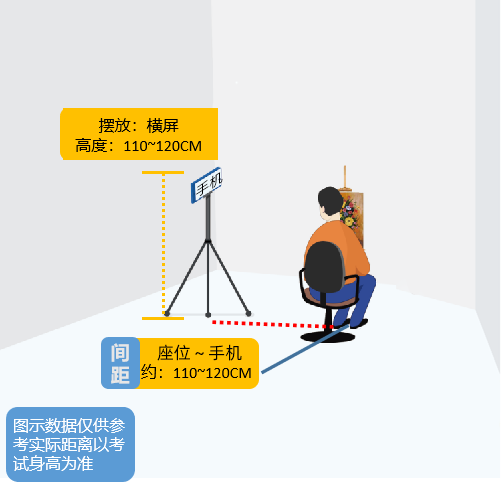 摆放：横屏
高度：110~120CM
手机
间
距
座位 ~ 手机
约：110~120CM
图示数据仅供参
考实际距离以考
试身高为准